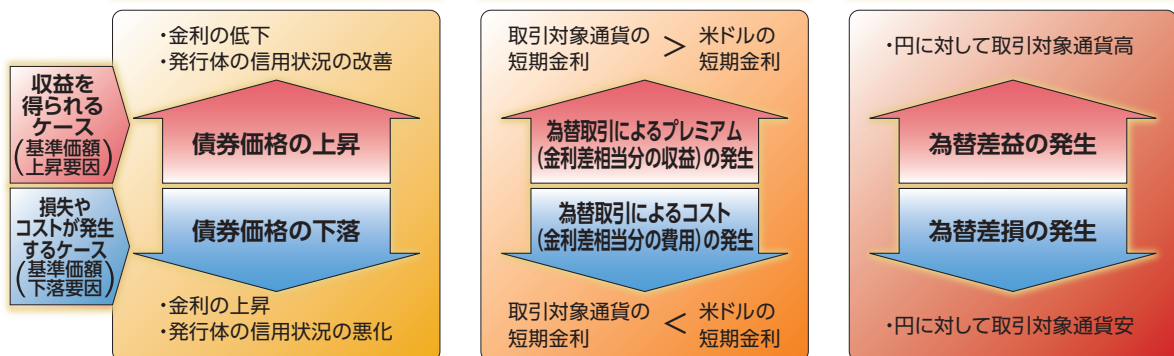 収益を
得られる
ケース
(基準価額
上昇要因)
損失や
コストが発生
するケース
(基準価額
下落要因)
・金利の低下
・発行体の信用状況の改善
債券価格の上昇
債券価格の下落
・金利の上昇
・発行体の信用状況の悪化
取引対象通貨の
短期金利
>
米ドルの
短期金利
為替取引によるプレミアム
(金利差相当分の収益)の発生
為替取引によるコスト
(金利差相当分の費用)の発生
取引対象通貨の
短期金利
<
米ドルの
短期金利
・円に対して取引対象通貨高
為替差益の発生
為替差損の発生
・円に対して取引対象通貨安